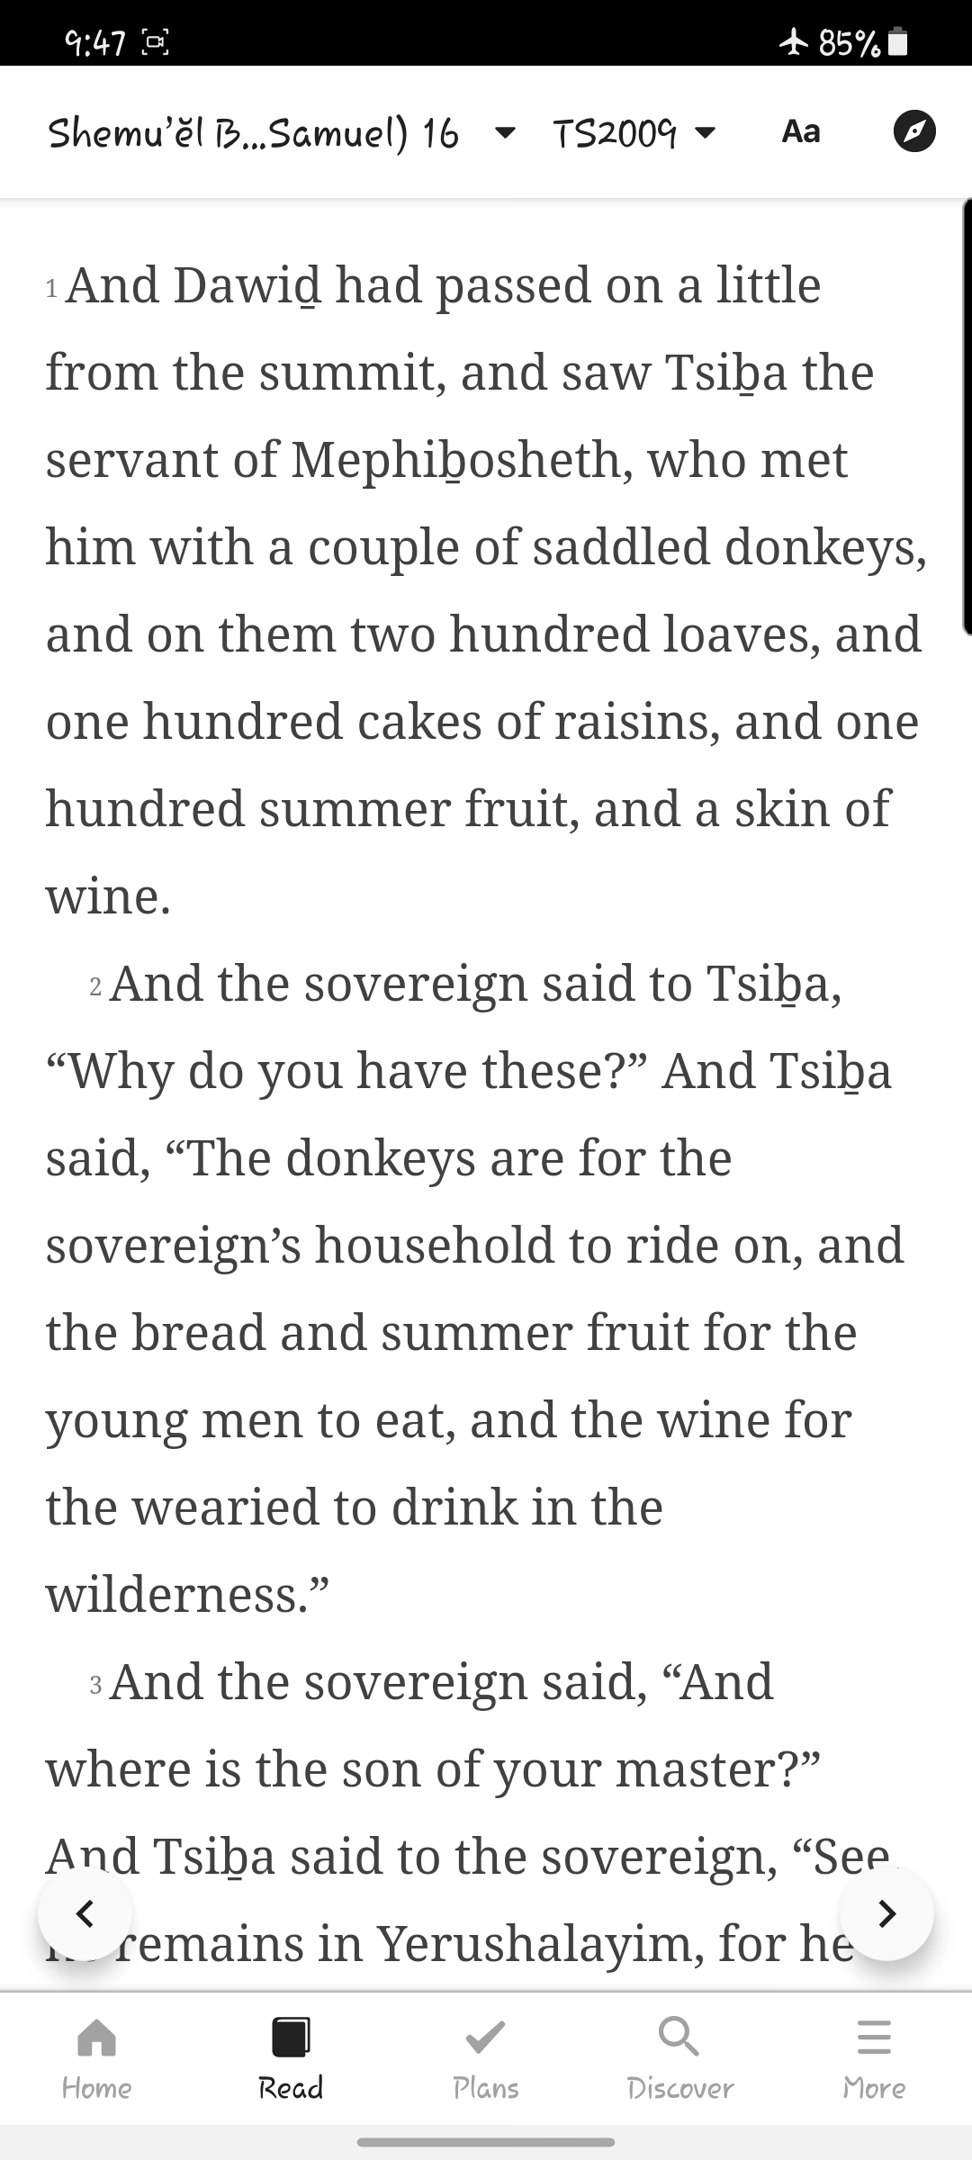 9:47 85%
Shemu’ĕl B...Samuel) 16 TS2009 Aa
1 And Dawiḏ had passed on a little
from the summit, and saw Tsiḇa the
servant of Mephiḇosheth, who met
him with a couple of saddled donkeys,
and on them two hundred loaves, and
one hundred cakes of raisins, and one
hundred summer fruit, and a skin of
wine.
2 And the sovereign said to Tsiḇa,
“Why do you have these?” And Tsiḇa
said, “The donkeys are for the
sovereign’s household to ride on, and
the bread and summer fruit for the
young men to eat, and the wine for
the wearied to drink in the
wilderness.”
3 And the sovereign said, “And
where is the son of your master?”
And Tsiḇa said to the sovereign, “See,
remains in Yerushalayim, for he
Home Read Plans Discover More